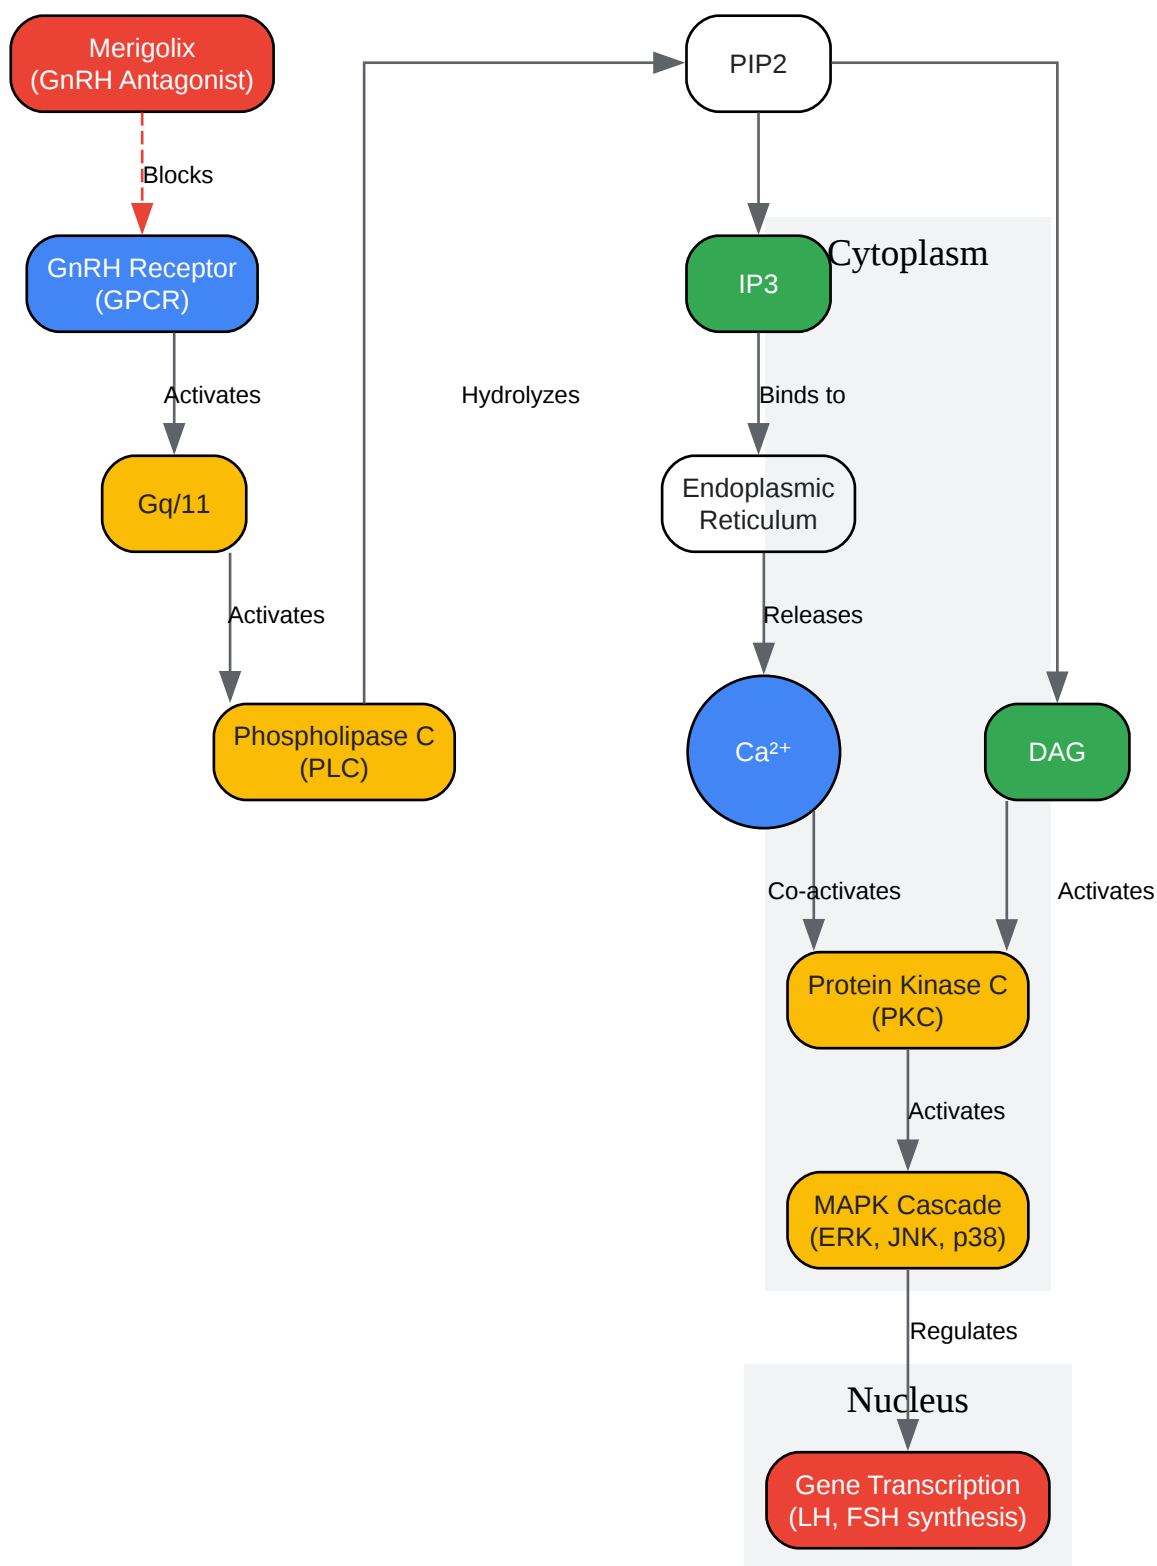 Merigolix
(GnRH Antagonist)
PIP2
Blocks
GnRH Receptor
(GPCR)
IP3
Cytoplasm
Activates
Hydrolyzes
Binds to
Gq/11
Endoplasmic
Reticulum
Activates
Releases
Phospholipase C
(PLC)
Ca²⁺
DAG
Co-activates
Activates
Protein Kinase C
(PKC)
Activates
MAPK Cascade
(ERK, JNK, p38)
Regulates
Nucleus
Gene Transcription
(LH, FSH synthesis)